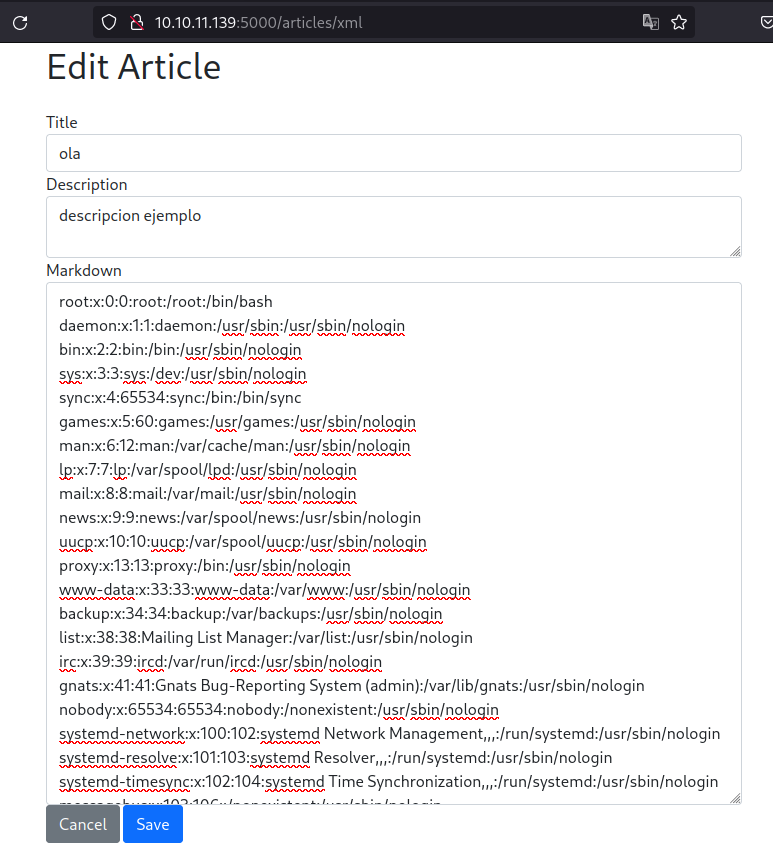 10.10.11.139:5000/articles/xml
Edit Article
Title
ola
Description
descripcion ejemplo
Markdown
root:x:0:0:root:/root:/bin/bash
daemon:x:1:1:daemon:/usr/sbin:/usr/sbin/nologin
bin:x:2:2:bin:/bin:/usr/sbin/nologin
sys:x:3:3:sys:/dev:/usr/sbin/nologin
sync:x:4:65534:sync:/bin:/bin/sync
games:x:5:60:games:/usr/games:/usr/sbin/nologin
man:x:6:12:man:/var/cache/man:/usr/sbin/nologin
lp:x:7:7:lp:/var/spool/lpd:/usr/sbin/nologin
mail:x:8:8:mail:/var/mail:/usr/sbin/nologin
news:x:9:9:news:/var/spool/news:/usr/sbin/nologin
uucp:x:10:10:uucp:/var/spool/uucp:/usr/sbin/nologin
proxy:x:13:13:proxy:/bin:/usr/sbin/nologin
www-data:x:33:33:www-data:/var/www:/usr/sbin/nologin
backup:x:34:34:backup:/var/backups:/usr/sbin/nologin
list:x:38:38:Mailing List Manager:/var/list:/usr/sbin/nologin
irc:x:39:39:ircd:/var/run/ircd:/usr/sbin/nologin
gnats:x:41:41:Gnats Bug-Reporting System (admin):/var/lib/gnats:/usr/sbin/nologin
nobody:x:65534:65534:nobody:/nonexistent:/usr/sbin/nologin
systemd-network:x:100:102:systemd Network Management,,,:/run/systemd:/usr/sbin/nologin
systemd-resolve:x:101:103:systemd Resolver,,,:/run/systemd:/usr/sbin/nologin
systemd-timesync:x:102:104:systemd Time Synchronization,,,:/run/systemd:/usr/sbin/nologin
Cancel Save